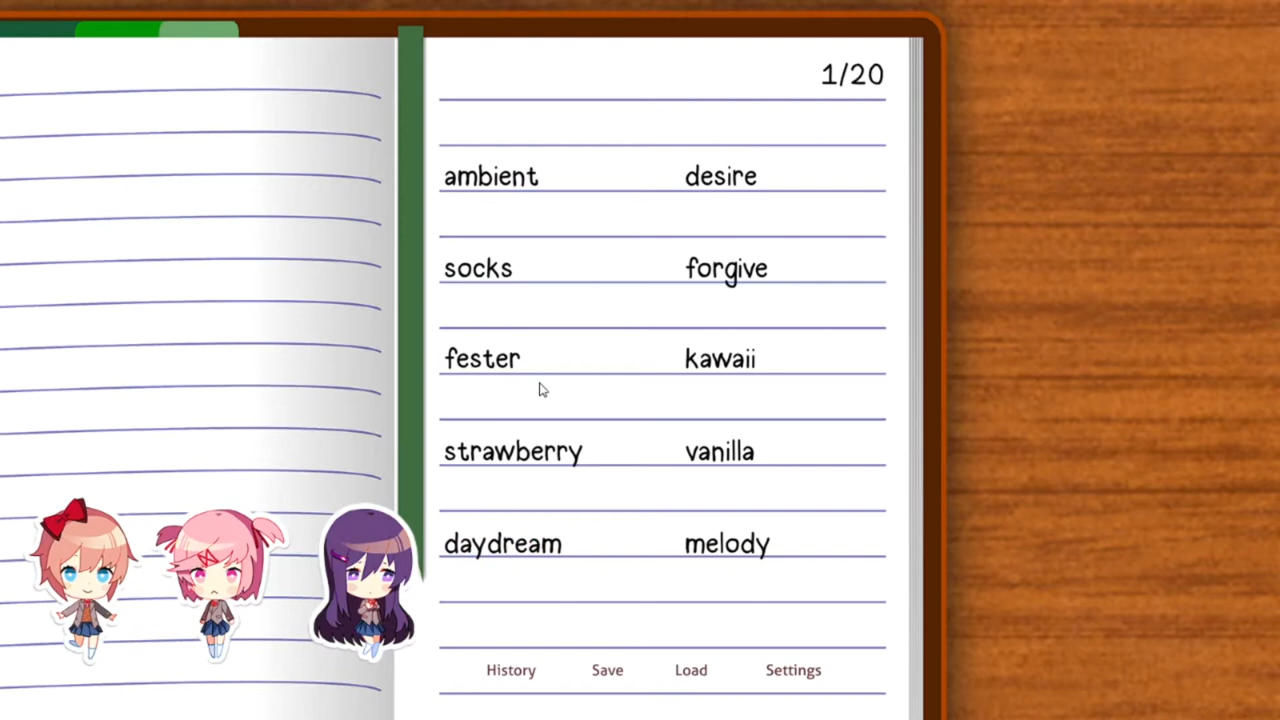 1/20
ambient desire
socks forgive
fester kawaii
strawberry vanilla
daydream melody
History Save Load Settings